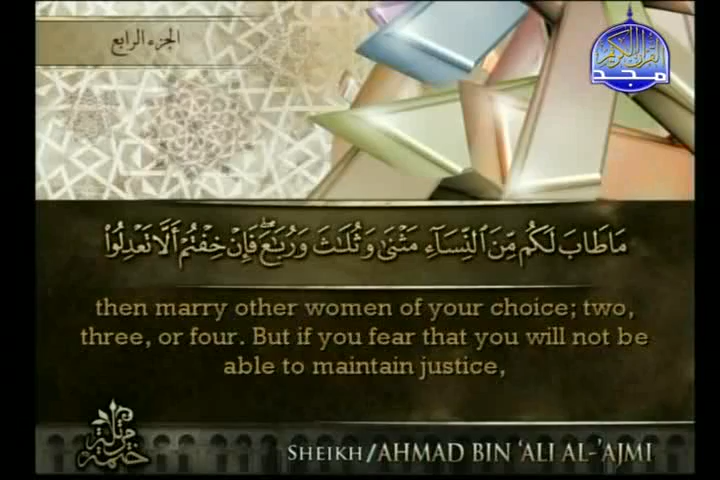 الجزء الرابع
القرآن الكريم
مجد
مَا طَابَ لَكُم مِّنَ ٱلنِّسَآءِ مَثْنَىٰ وَثُلَٰثَ وَرُبَٰعَ ۖ فَإِنْ خِفْتُمْ أَلَّا تَعْدِلُوا۟
then marry other women of your choice; two,
three, or four. But if you fear that you will not be
able to maintain justice,
ختمة مرتلة
SHEIKH/AHMAD BIN ‘ALI AL-‘AJMI